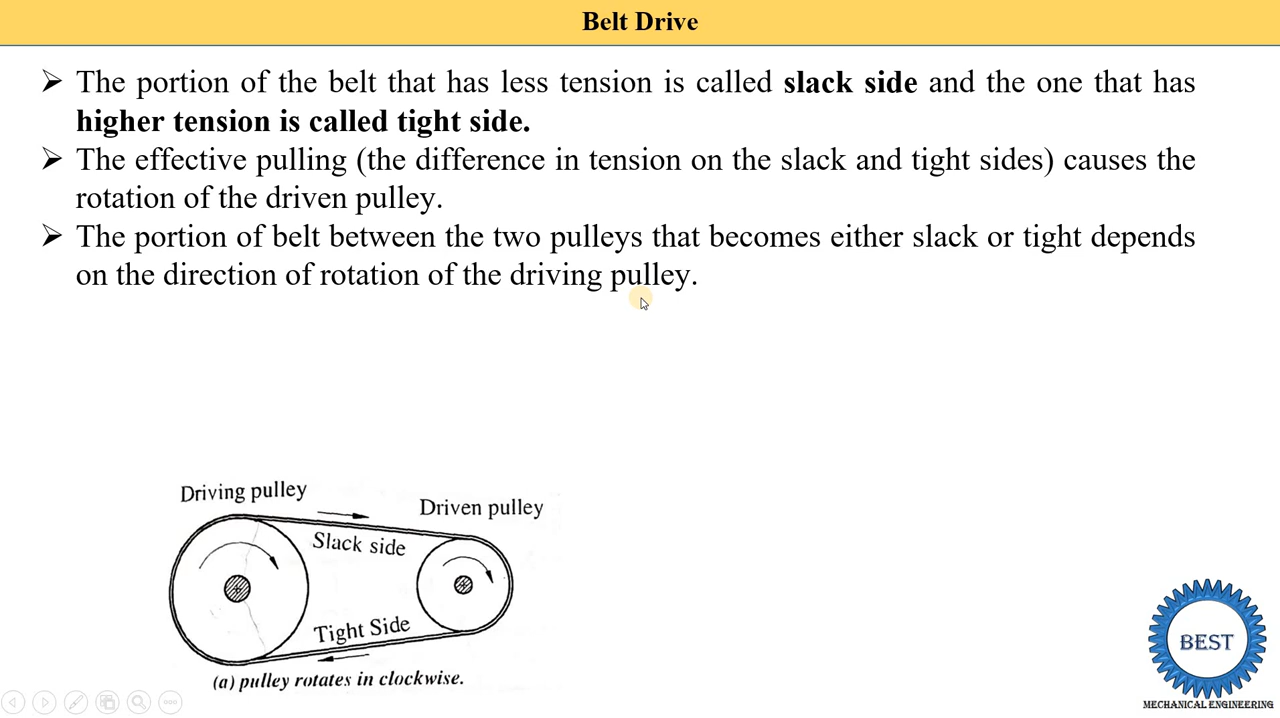 Belt Drive
The portion of the belt that has less tension is called slack side and the one that has
higher tension is called tight side.
The effective pulling (the difference in tension on the slack and tight sides) causes the
rotation of the driven pulley.
The portion of belt between the two pulleys that becomes either slack or tight depends
on the direction of rotation of the driving pulley.
Driving pulley
Driven pulley
Slack side
Tight Side
(a) pulley rotates in clockwise.
BEST
MECHANICAL ENGINEERING